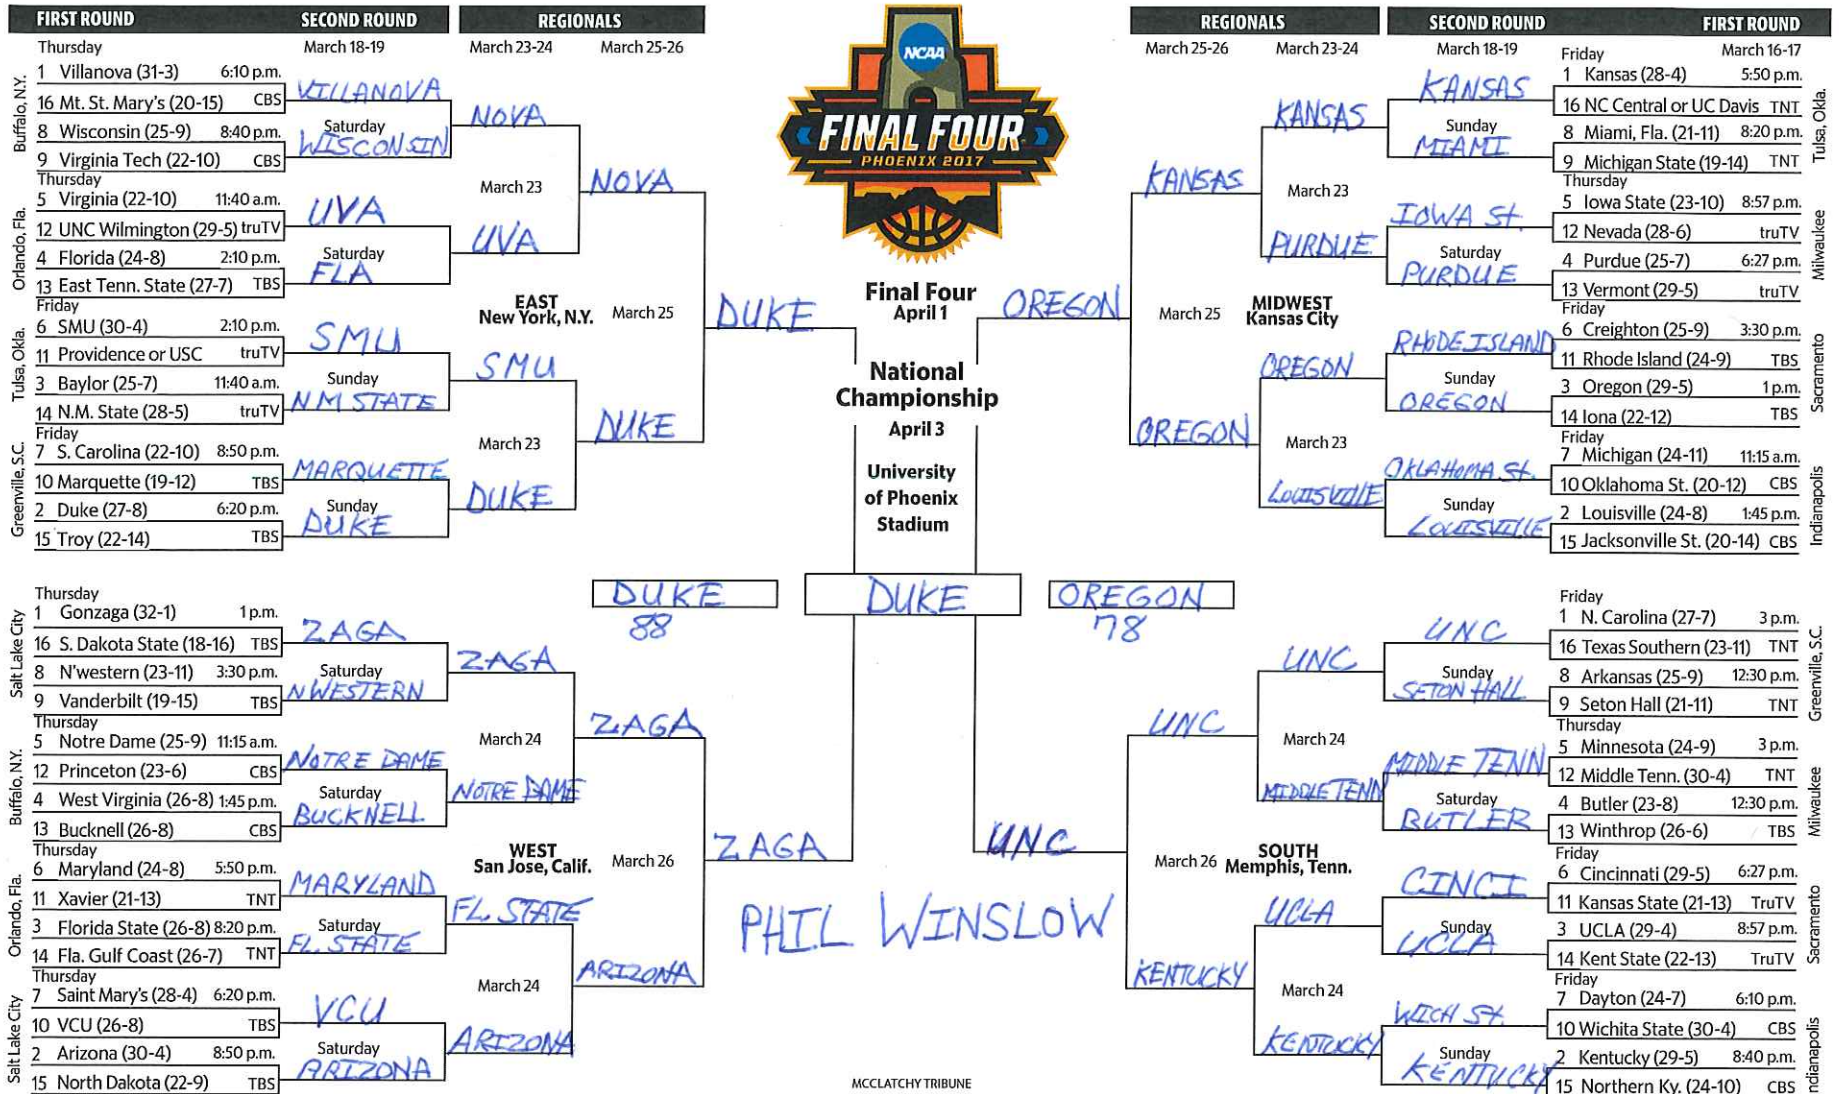 FIRST ROUND SECOND ROUND REGIONALS
Thursday March 18-19 March 23-24 March 25-26
Buffalo, N.Y.
1 Villanova (31-3) 6:10 p.m.
16 Mt. St. Mary's (20-15) CBS
VILLANOVA
8 Wisconsin (25-9) 8:40 p.m.
9 Virginia Tech (22-10) CBS
Saturday
WISCONSIN
NOVA
Thursday
Orlando, Fla.
5 Virginia (22-10) 11:40 a.m.
12 UNC Wilmington (29-5) truTV
UVA
4 Florida (24-8) 2:10 p.m.
13 East Tenn. State (27-7) TBS
Saturday
FLA
March 23
UVA
NOVA
Friday
Tulsa, Okla.
6 SMU (30-4) 2:10 p.m.
11 Providence or USC truTV
SMU
3 Baylor (25-7) 11:40 a.m.
14 N.M. State (28-5) truTV
Sunday
NM STATE
EAST
New York, N.Y.
March 25
DUKE
SMU
Friday
Greenville, S.C.
7 S. Carolina (22-10) 8:50 p.m.
10 Marquette (19-12) TBS
MARQUETTE
2 Duke (27-8) 6:20 p.m.
15 Troy (22-14) TBS
Sunday
DUKE
March 23
DUKE
DUKE
Thursday
Salt Lake City
1 Gonzaga (32-1) 1 p.m.
16 S. Dakota State (18-16) TBS
ZAGA
8 N'western (23-11) 3:30 p.m.
9 Vanderbilt (19-15) TBS
Saturday
NWESTERN
ZAGA
Thursday
Buffalo, N.Y.
5 Notre Dame (25-9) 11:15 a.m.
12 Princeton (23-6) CBS
NOTRE DAME
4 West Virginia (26-8) 1:45 p.m.
13 Bucknell (26-8) CBS
Saturday
BUCKNELL
March 24
NOTRE DAME
ZAGA
Thursday
Orlando, Fla.
6 Maryland (24-8) 5:50 p.m.
11 Xavier (21-13) TNT
MARYLAND
3 Florida State (26-8) 8:20 p.m.
14 Fla. Gulf Coast (26-7) TNT
Saturday
FL. STATE
WEST
San Jose, Calif.
March 26
ZAGA
FL. STATE
Thursday
Salt Lake City
7 Saint Mary's (28-4) 6:20 p.m.
10 VCU (26-8) TBS
VCU
2 Arizona (30-4) 8:50 p.m.
15 North Dakota (22-9) TBS
Saturday
ARIZONA
March 24
ARIZONA
ARIZONA
NCAA
FINAL FOUR
PHOENIX 2017
Final Four
April 1
National
Championship
April 3
University
of Phoenix
Stadium
DUKE DUKE OREGON
88 78
PHIL WINSLOW
MCCLATCHY TRIBUNE
REGIONALS SECOND ROUND FIRST ROUND
March 25-26 March 23-24 March 18-19 Friday March 16-17
Tulsa, Okla.
1 Kansas (28-4) 5:50 p.m.
16 NC Central or UC Davis TNT
KANSAS
8 Miami, Fla. (21-11) 8:20 p.m.
9 Michigan State (19-14) TNT
Sunday
MIAMI
KANSAS
Thursday
Milwaukee
5 Iowa State (23-10) 8:57 p.m.
12 Nevada (28-6) truTV
IOWA St.
4 Purdue (25-7) 6:27 p.m.
13 Vermont (29-5) truTV
Saturday
PURDUE
March 23
PURDUE
KANSAS
Friday
Sacramento
6 Creighton (25-9) 3:30 p.m.
11 Rhode Island (24-9) TBS
RHODE ISLAND
3 Oregon (29-5) 1 p.m.
14 Iona (22-12) TBS
Sunday
OREGON
MIDWEST
Kansas City
March 25
OREGON
OREGON
Friday
Indianapolis
7 Michigan (24-11) 11:15 a.m.
10 Oklahoma St. (20-12) CBS
OKLAHOMA St.
2 Louisville (24-8) 1:45 p.m.
15 Jacksonville St. (20-14) CBS
Sunday
LOUISVILLE
March 23
LOUISVILLE
OREGON
Friday
Greenville, S.C.
1 N. Carolina (27-7) 3 p.m.
16 Texas Southern (23-11) TNT
UNC
8 Arkansas (25-9) 12:30 p.m.
9 Seton Hall (21-11) TNT
Sunday
SETON HALL
UNC
Thursday
Milwaukee
5 Minnesota (24-9) 3 p.m.
12 Middle Tenn. (30-4) TNT
MIDDLE TENN
4 Butler (23-8) 12:30 p.m.
13 Winthrop (26-6) TBS
Saturday
BUTLER
March 24
MIDDLE TENN
UNC
Friday
Sacramento
6 Cincinnati (29-5) 6:27 p.m.
11 Kansas State (21-13) TruTV
CINCI
3 UCLA (29-4) 8:57 p.m.
14 Kent State (22-13) TruTV
Sunday
UCLA
SOUTH
Memphis, Tenn.
March 26
UNC
UCLA
Friday
Indianapolis
7 Dayton (24-7) 6:10 p.m.
10 Wichita State (30-4) CBS
WICH St.
2 Kentucky (29-5) 8:40 p.m.
15 Northern Ky. (24-10) CBS
Sunday
KENTUCKY
March 24
KENTUCKY
KENTUCKY